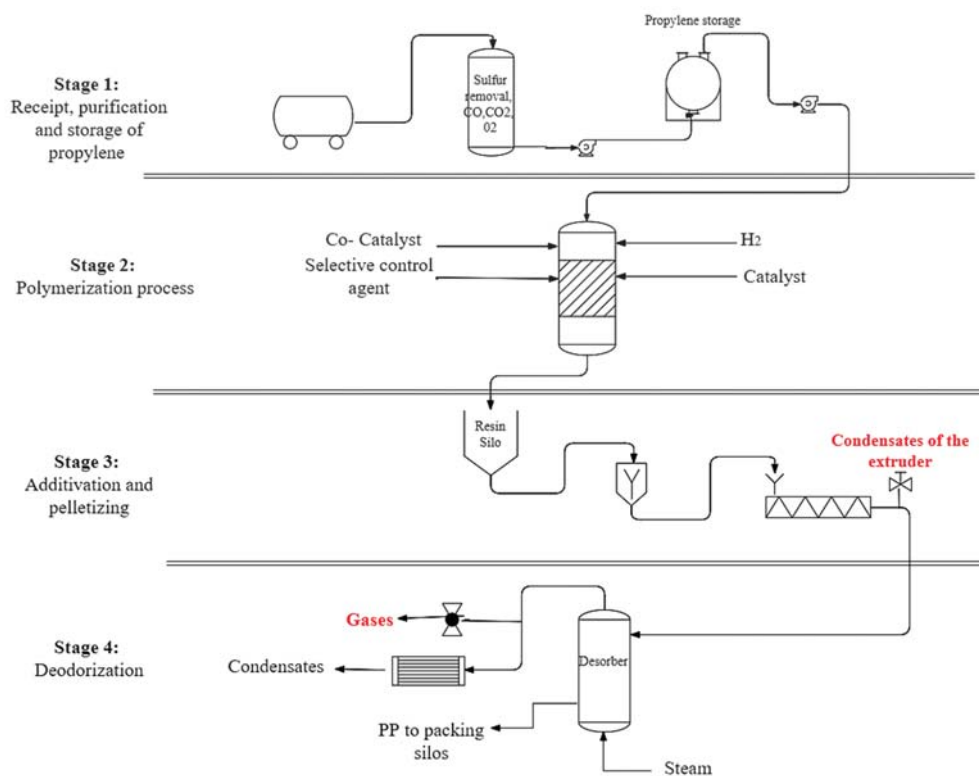 Propylene storage
Stage 1:
Receipt, purification
and storage of
propylene
Sulfur
removal,
CO,CO2,
02
Stage 2:
Polymerization process
Co- Catalyst
Selective control
agent
H2
Catalyst
Stage 3:
Additivation and
pelletizing
Resin
Silo
Condensates of the
extruder
Stage 4:
Deodorization
Gases
Condensates
Desorber
PP to packing
silos
Steam